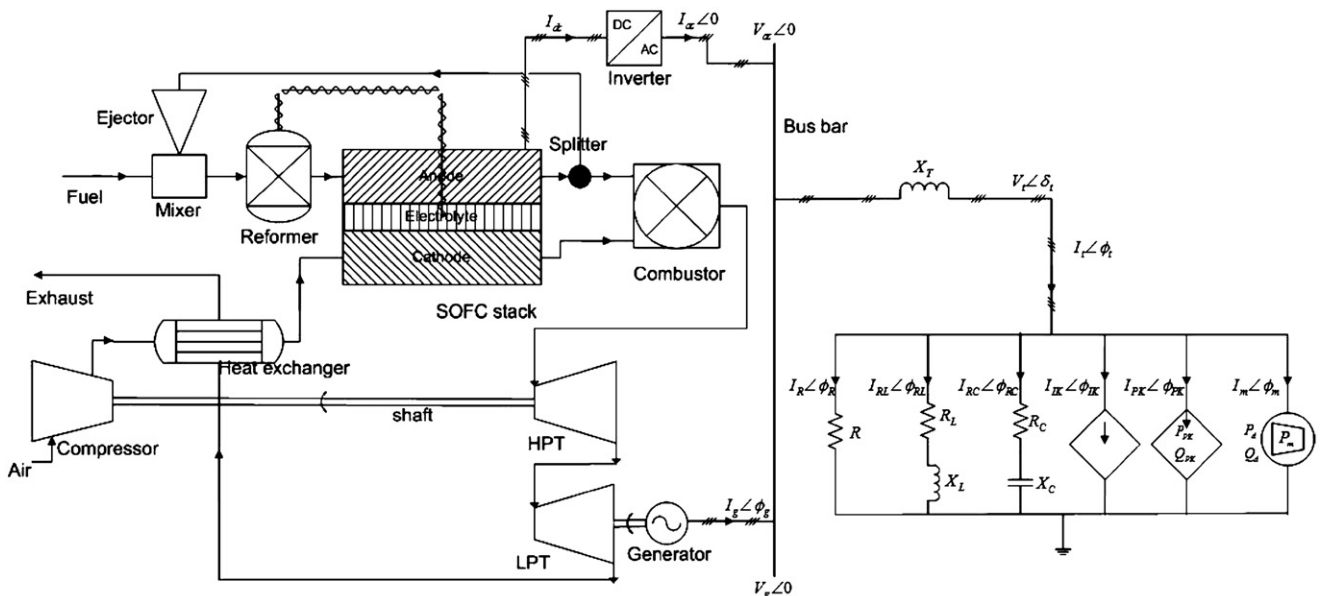 I_dc
I_ac∠0
V_ac∠0
DC
AC
Inverter
Ejector
Bus bar
Splitter
X_T
V_t∠δ_t
Anode
Fuel
Mixer
Electrolyte
Reformer
I_t∠ϕ_t
Cathode
Combustor
Exhaust
SOFC stack
Heat exchanger
I_R∠ϕ_R
I_RL∠ϕ_RL
I_RC∠ϕ_RC
I_IK∠ϕ_IK
I_PK∠ϕ_PK
I_m∠ϕ_m
shaft
R
R_L
R_C
P_PK
Q_PK
P_d
Q_d
P_m
Compressor
HPT
Air
X_L
X_C
I_g∠ϕ_g
LPT
Generator
V_g∠0